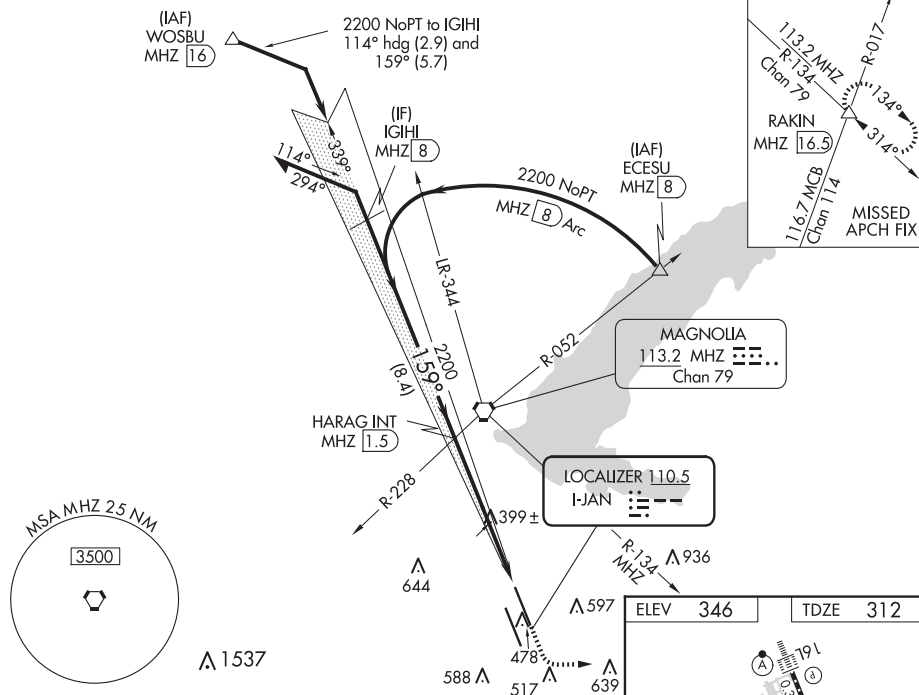 (IAF)
WOSBU
MHZ 16
2200 NoPT to IGIHI
114° hdg (2.9) and
159° (5.7)
(IF)
IGIHI
MHZ 8
339°
114°
294°
(IAF)
ECESU
MHZ 8
2200 NoPT
MHZ 8 Arc
LR-344
R-052
2200
159°
(8.4)
MAGNOLIA
113.2 MHZ
Chan 79
HARAG INT
MHZ 1.5
R-228
LOCALIZER 110.5
I-JAN
113.2 MHZ
R-134
Chan 79
R-017
134°
314°
RAKIN
MHZ 16.5
116.7 MCB
Chan 114
MISSED
APCH FIX
MSA MHZ 25 NM
3500
399 ±
R-134
MHZ
936
644
597
1537
478
588
517
639
ELEV 346
TDZE 312
16L
A
P